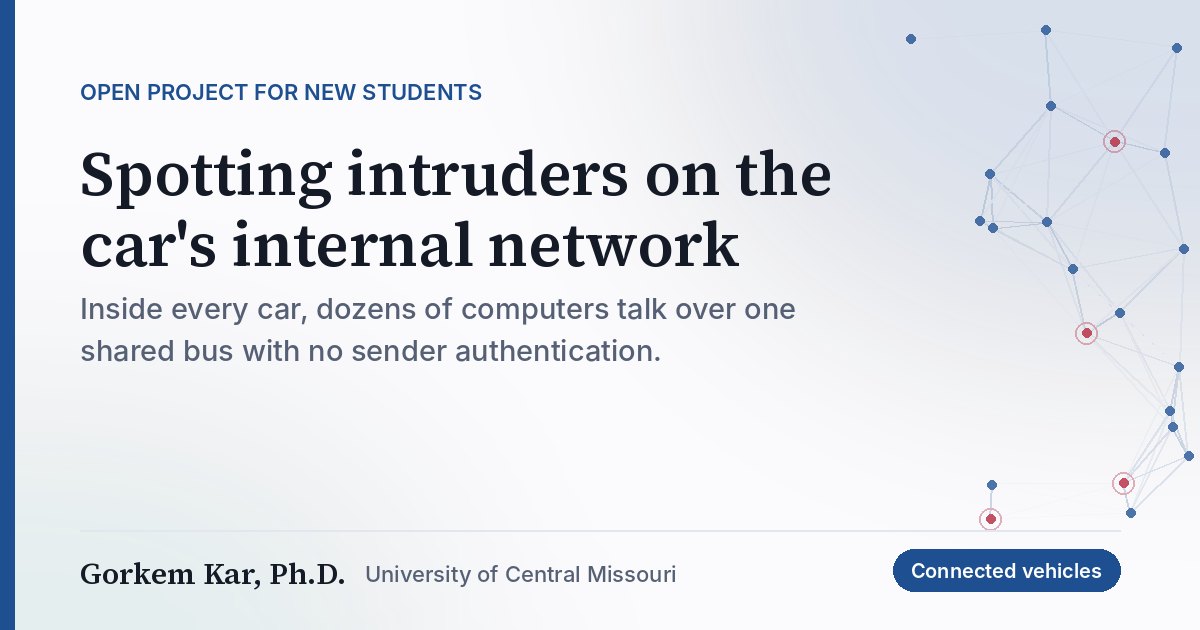 OPEN PROJECT FOR NEW STUDENTS
Spotting intruders on the
car's internal network
Inside every car, dozens of computers talk over one
shared bus with no sender authentication.
Gorkem Kar, Ph.D. University of Central Missouri
Connected vehicles